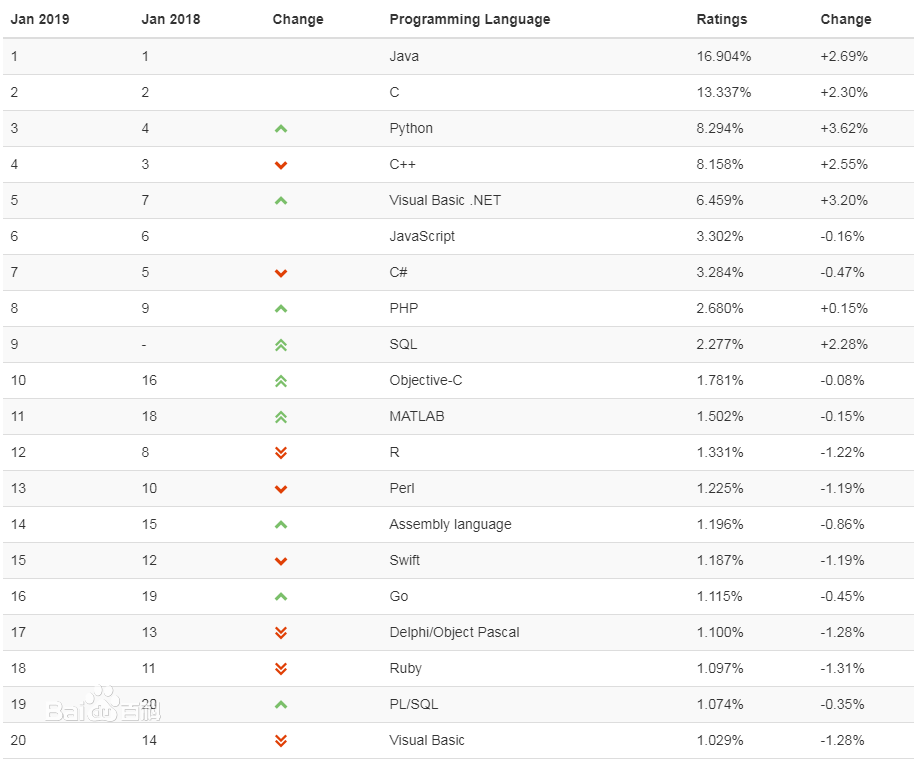 Jan 2019 Jan 2018 Change Programming Language Ratings Change
1 1 Java 16.904% +2.69%
2 2 C 13.337% +2.30%
3 4 Python 8.294% +3.62%
4 3 C++ 8.158% +2.55%
5 7 Visual Basic .NET 6.459% +3.20%
6 6 JavaScript 3.302% -0.16%
7 5 C# 3.284% -0.47%
8 9 PHP 2.680% +0.15%
9 - SQL 2.277% +2.28%
10 16 Objective-C 1.781% -0.08%
11 18 MATLAB 1.502% -0.15%
12 8 R 1.331% -1.22%
13 10 Perl 1.225% -1.19%
14 15 Assembly language 1.196% -0.86%
15 12 Swift 1.187% -1.19%
16 19 Go 1.115% -0.45%
17 13 Delphi/Object Pascal 1.100% -1.28%
18 11 Ruby 1.097% -1.31%
19 20 PL/SQL 1.074% -0.35%
Bai百科
20 14 Visual Basic 1.029% -1.28%